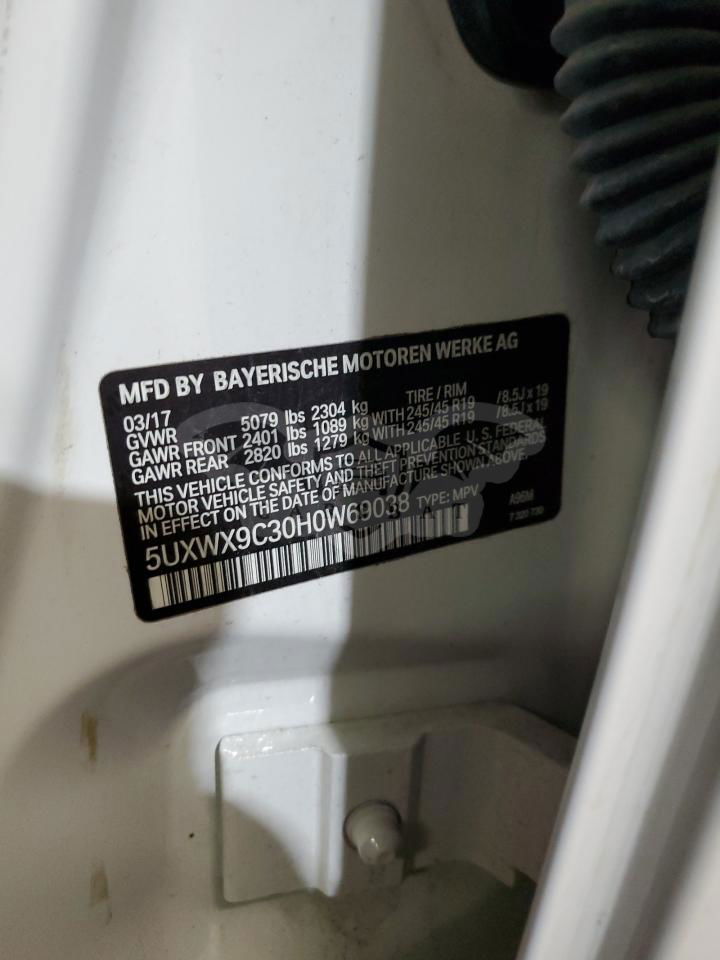 MFD BY BAYERISCHE MOTOREN WERKE AG
03/17 TIRE / RIM
GVWR 5079 lbs 2304 kg
GAWR FRONT 2401 lbs 1089 kg WITH 245/45 R19 / 8.5J x 19
GAWR REAR 2820 lbs 1279 kg WITH 245/45 R19 / 8.5J x 19
THIS VEHICLE CONFORMS TO ALL APPLICABLE U.S. FEDERAL
MOTOR VEHICLE SAFETY AND THEFT PREVENTION STANDARDS
IN EFFECT ON THE DATE OF MANUFACTURE SHOWN ABOVE.
5UXWX9C30H0W69038 TYPE: MPV A96M
7 320 730